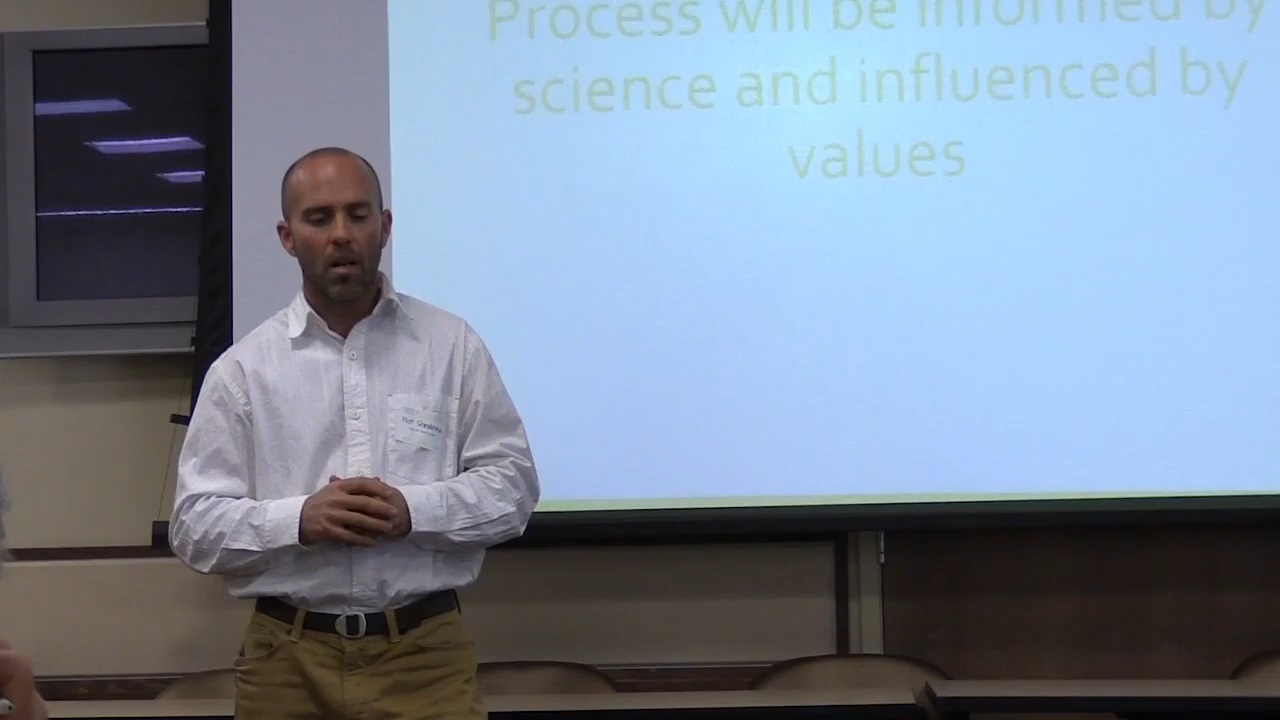 Process will be informed by
science and influenced by
values